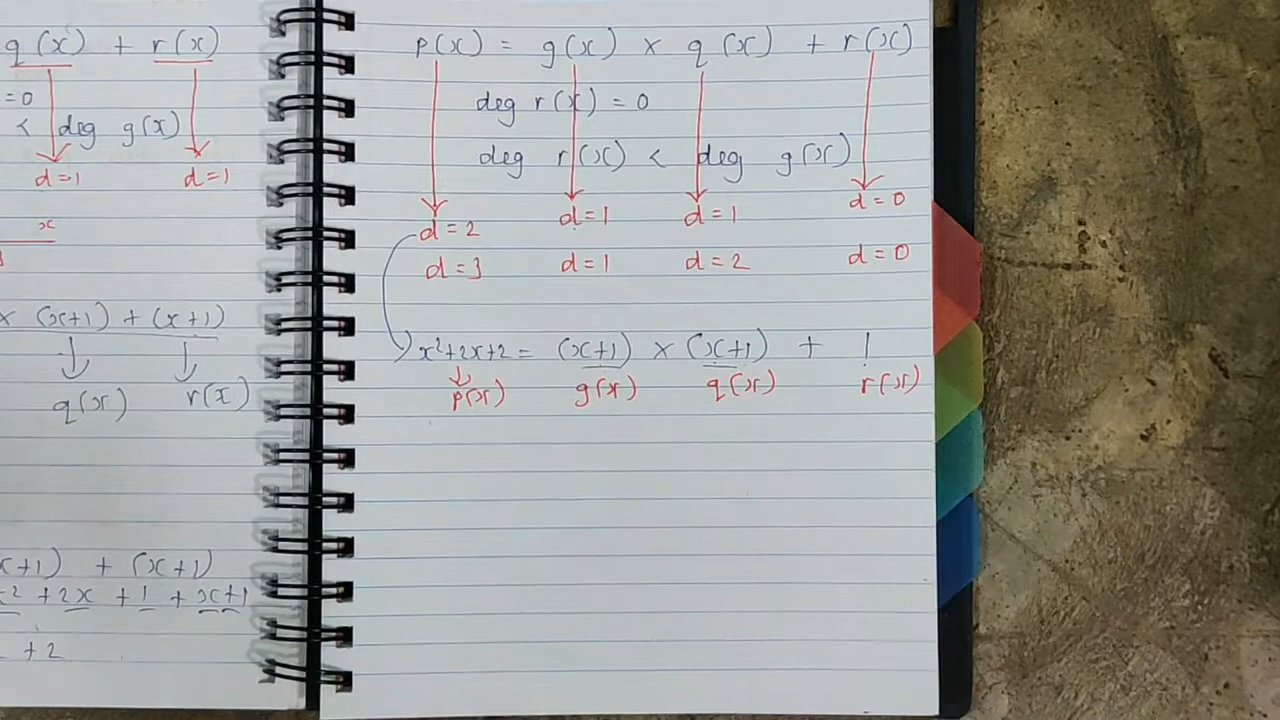 q(x) + r(x)
=0
< deg g(x)
d=1 d=1
x
x (x+1) + (x+1)
q(x) r(x)
x+1) + (x+1)
x² +2x +1 +x+1
+2
p(x) = g(x) x q(x) + r(x)
deg r(x) = 0
deg r(x) < deg g(x)
d=2 d=1 d=1 d=0
d=3 d=1 d=2 d=0
x²+2x+2 = (x+1) x (x+1) + 1
p(x) g(x) q(x) r(x)